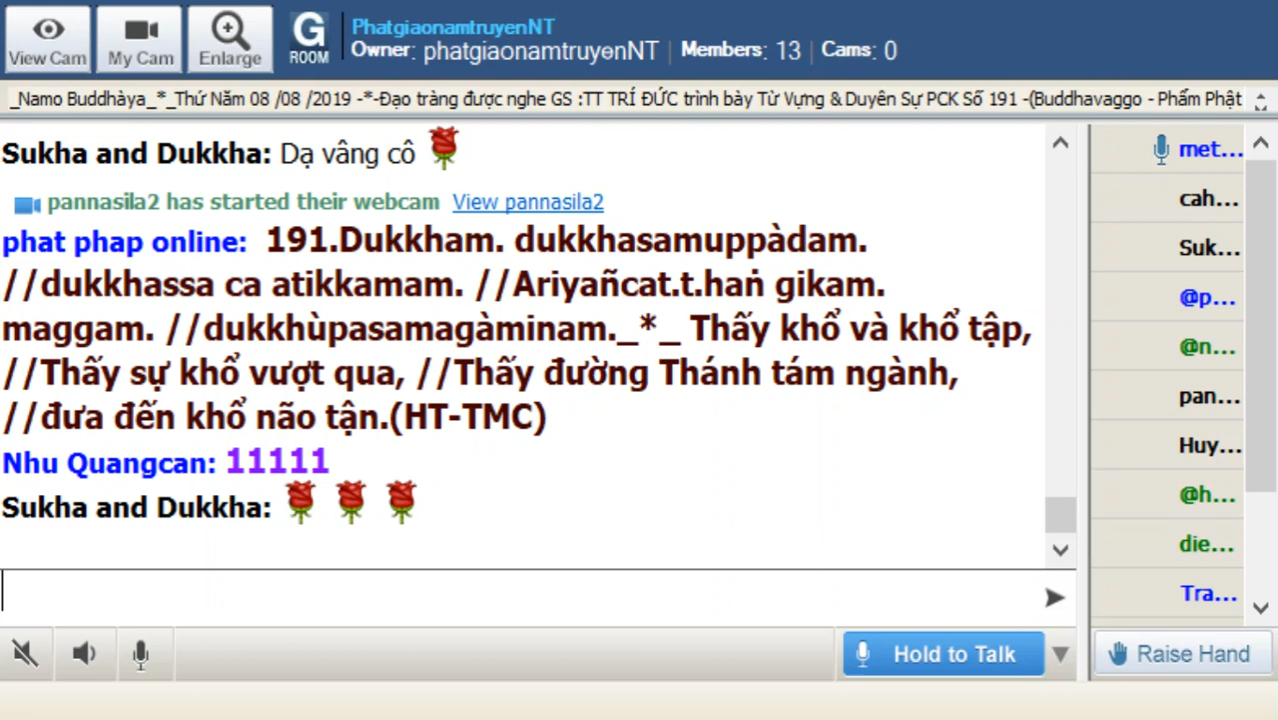 View Cam
My Cam
Enlarge
G
ROOM
PhatgiaonamtruyenNT
Owner: phatgiaonamtruyenNT | Members: 13 | Cams: 0
_Namo Buddhàya_*_Thứ Năm 08 /08 /2019 -*-Đạo tràng được nghe GS :TT TRÍ ĐỨC trình bày Từ Vựng & Duyên Sự PCK Số 191 -(Buddhavaggo - Phẩm Phật
Sukha and Dukkha: Dạ vâng cô
pannasila2 has started their webcam View pannasila2
phat phap online: 191.Dukkham. dukkhasamuppàdam.
//dukkhassa ca atikkamam. //Ariyañcat.t.haṅ gikam.
maggam. //dukkhùpasamagàminam._*_ Thấy khổ và khổ tập,
//Thấy sự khổ vượt qua, //Thấy đường Thánh tám ngành,
//đưa đến khổ não tận.(HT-TMC)
Nhu Quangcan: 11111
Sukha and Dukkha:
met...
cah...
Suk...
@p...
@n...
pan...
Huy...
@h...
die...
Tra...
Hold to Talk
Raise Hand